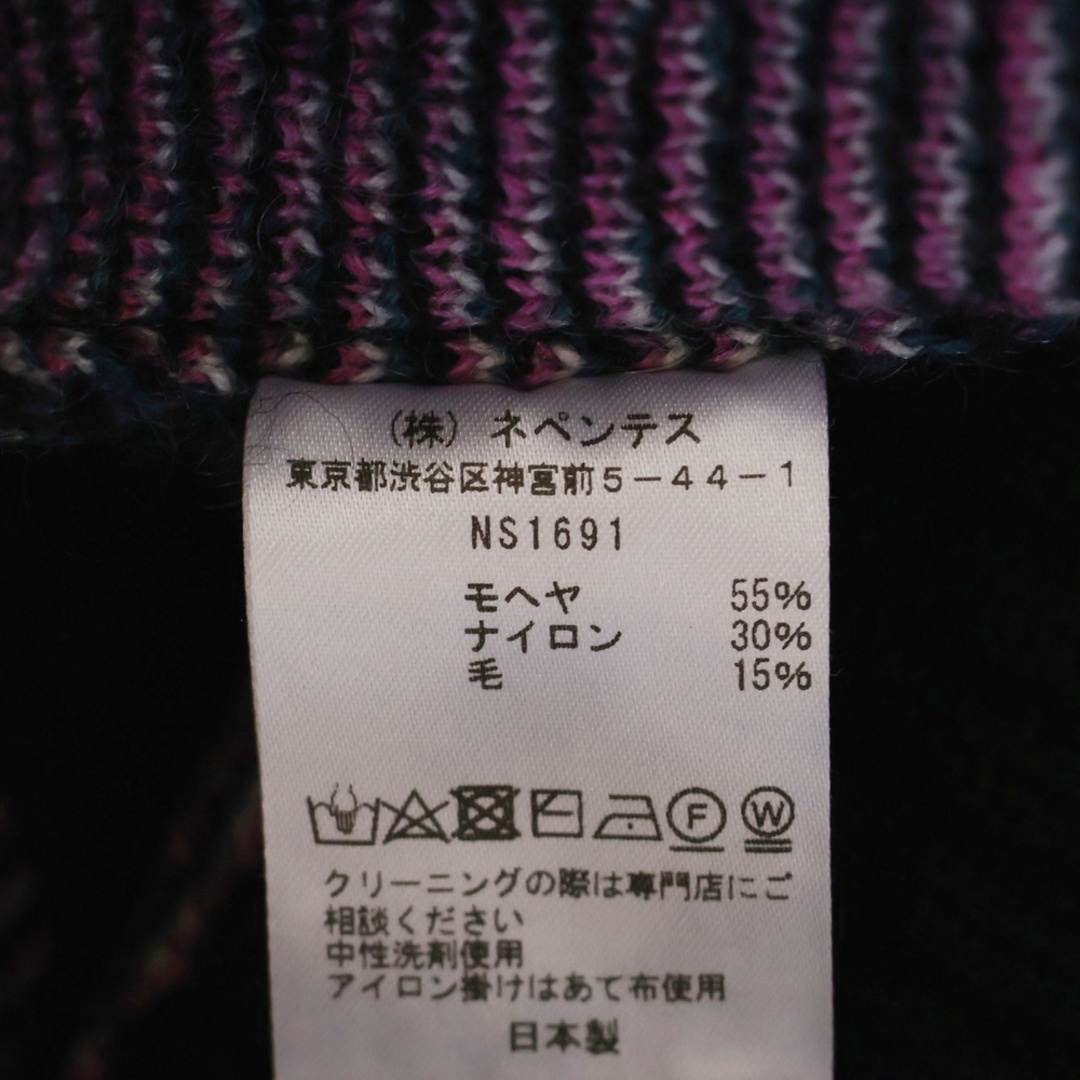 （株）ネペンテス
東京都渋谷区神宮前５－４４－１
NS1691
モヘヤ 55%
ナイロン 30%
毛 15%
F W
クリーニングの際は専門店にご
相談ください
中性洗剤使用
アイロン掛けはあて布使用
日本製